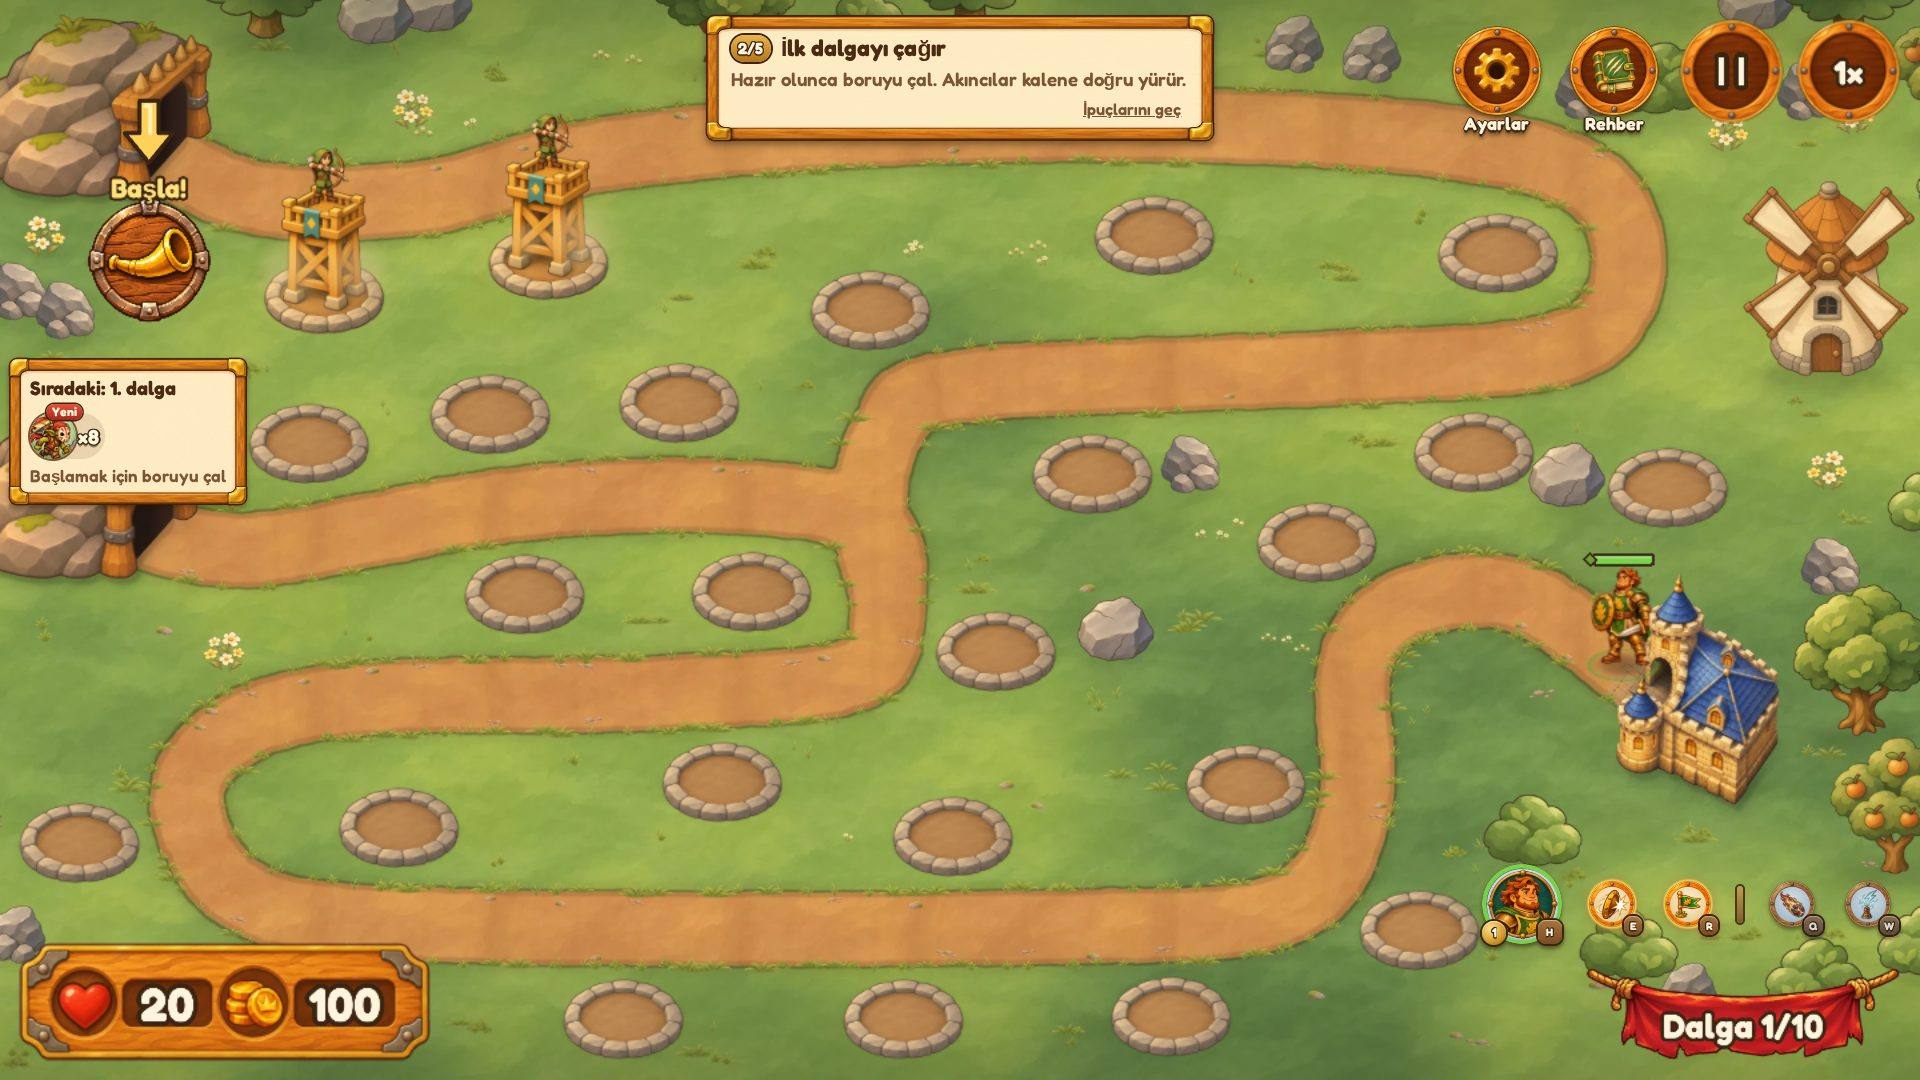 2/5 İlk dalgayı çağır
Hazır olunca boruyu çal. Akıncılar kalene doğru yürür.
İpuçlarını geç
Ayarlar
Rehber
1x
Başla!
Sıradaki: 1. dalga
Yeni
x8
Başlamak için boruyu çal
1
H
E
R
Q
W
20
100
Dalga 1/10